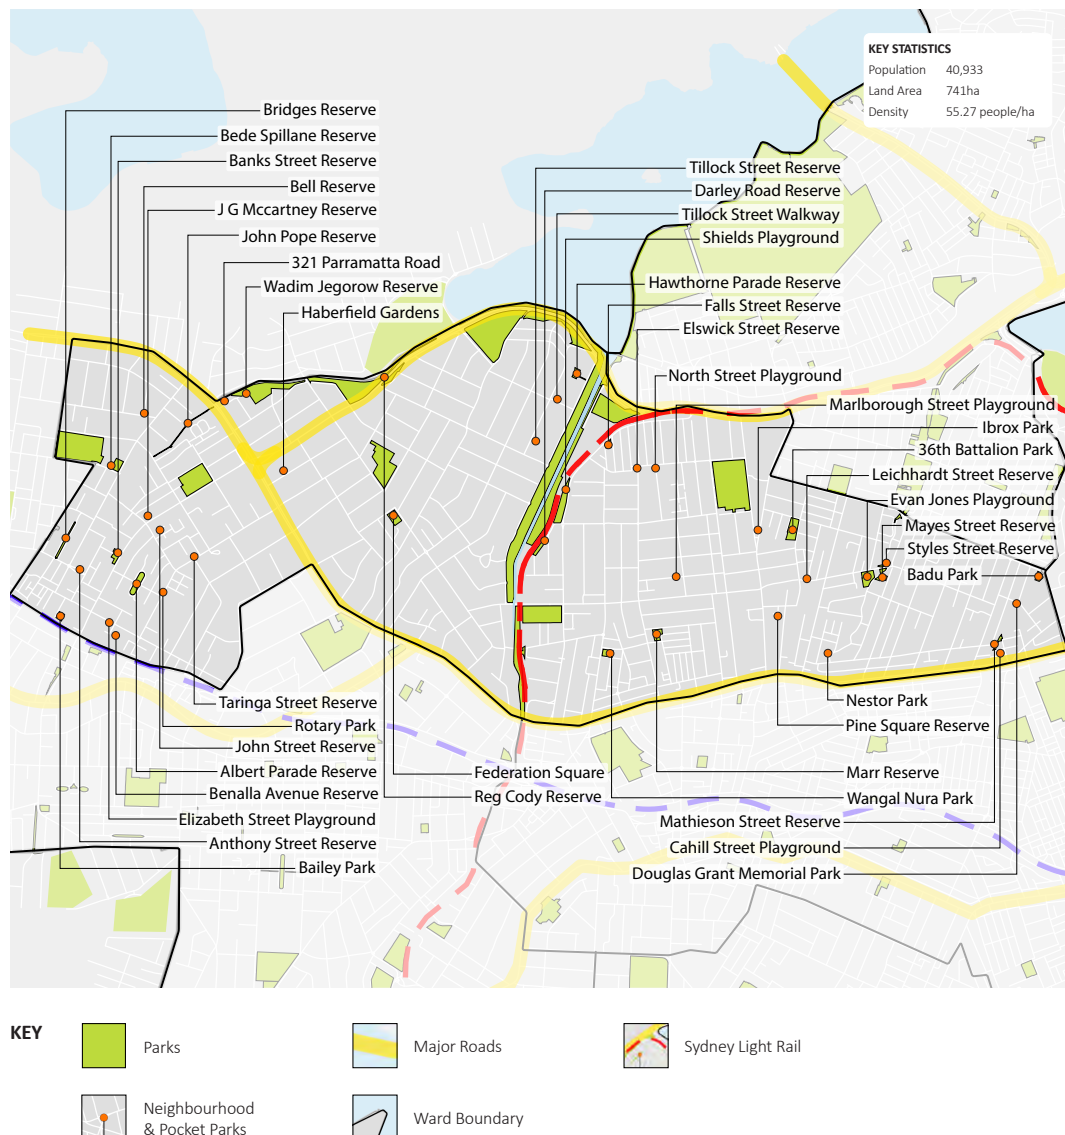 KEY STATISTICS
Population 40,933
Land Area 741ha
Density 55.27 people/ha
Bridges Reserve
Bede Spillane Reserve
Banks Street Reserve
Bell Reserve
J G Mccartney Reserve
John Pope Reserve
321 Parramatta Road
Wadim Jegorow Reserve
Haberfield Gardens
Tillock Street Reserve
Darley Road Reserve
Tillock Street Walkway
Shields Playground
Hawthorne Parade Reserve
Falls Street Reserve
Elswick Street Reserve
North Street Playground
Marlborough Street Playground
Ibrox Park
36th Battalion Park
Leichhardt Street Reserve
Evan Jones Playground
Mayes Street Reserve
Styles Street Reserve
Badu Park
Taringa Street Reserve
Rotary Park
John Street Reserve
Albert Parade Reserve
Benalla Avenue Reserve
Elizabeth Street Playground
Anthony Street Reserve
Bailey Park
Federation Square
Reg Cody Reserve
Nestor Park
Pine Square Reserve
Marr Reserve
Wangal Nura Park
Mathieson Street Reserve
Cahill Street Playground
Douglas Grant Memorial Park
KEY
Parks
Major Roads
Sydney Light Rail
Neighbourhood
& Pocket Parks
Ward Boundary